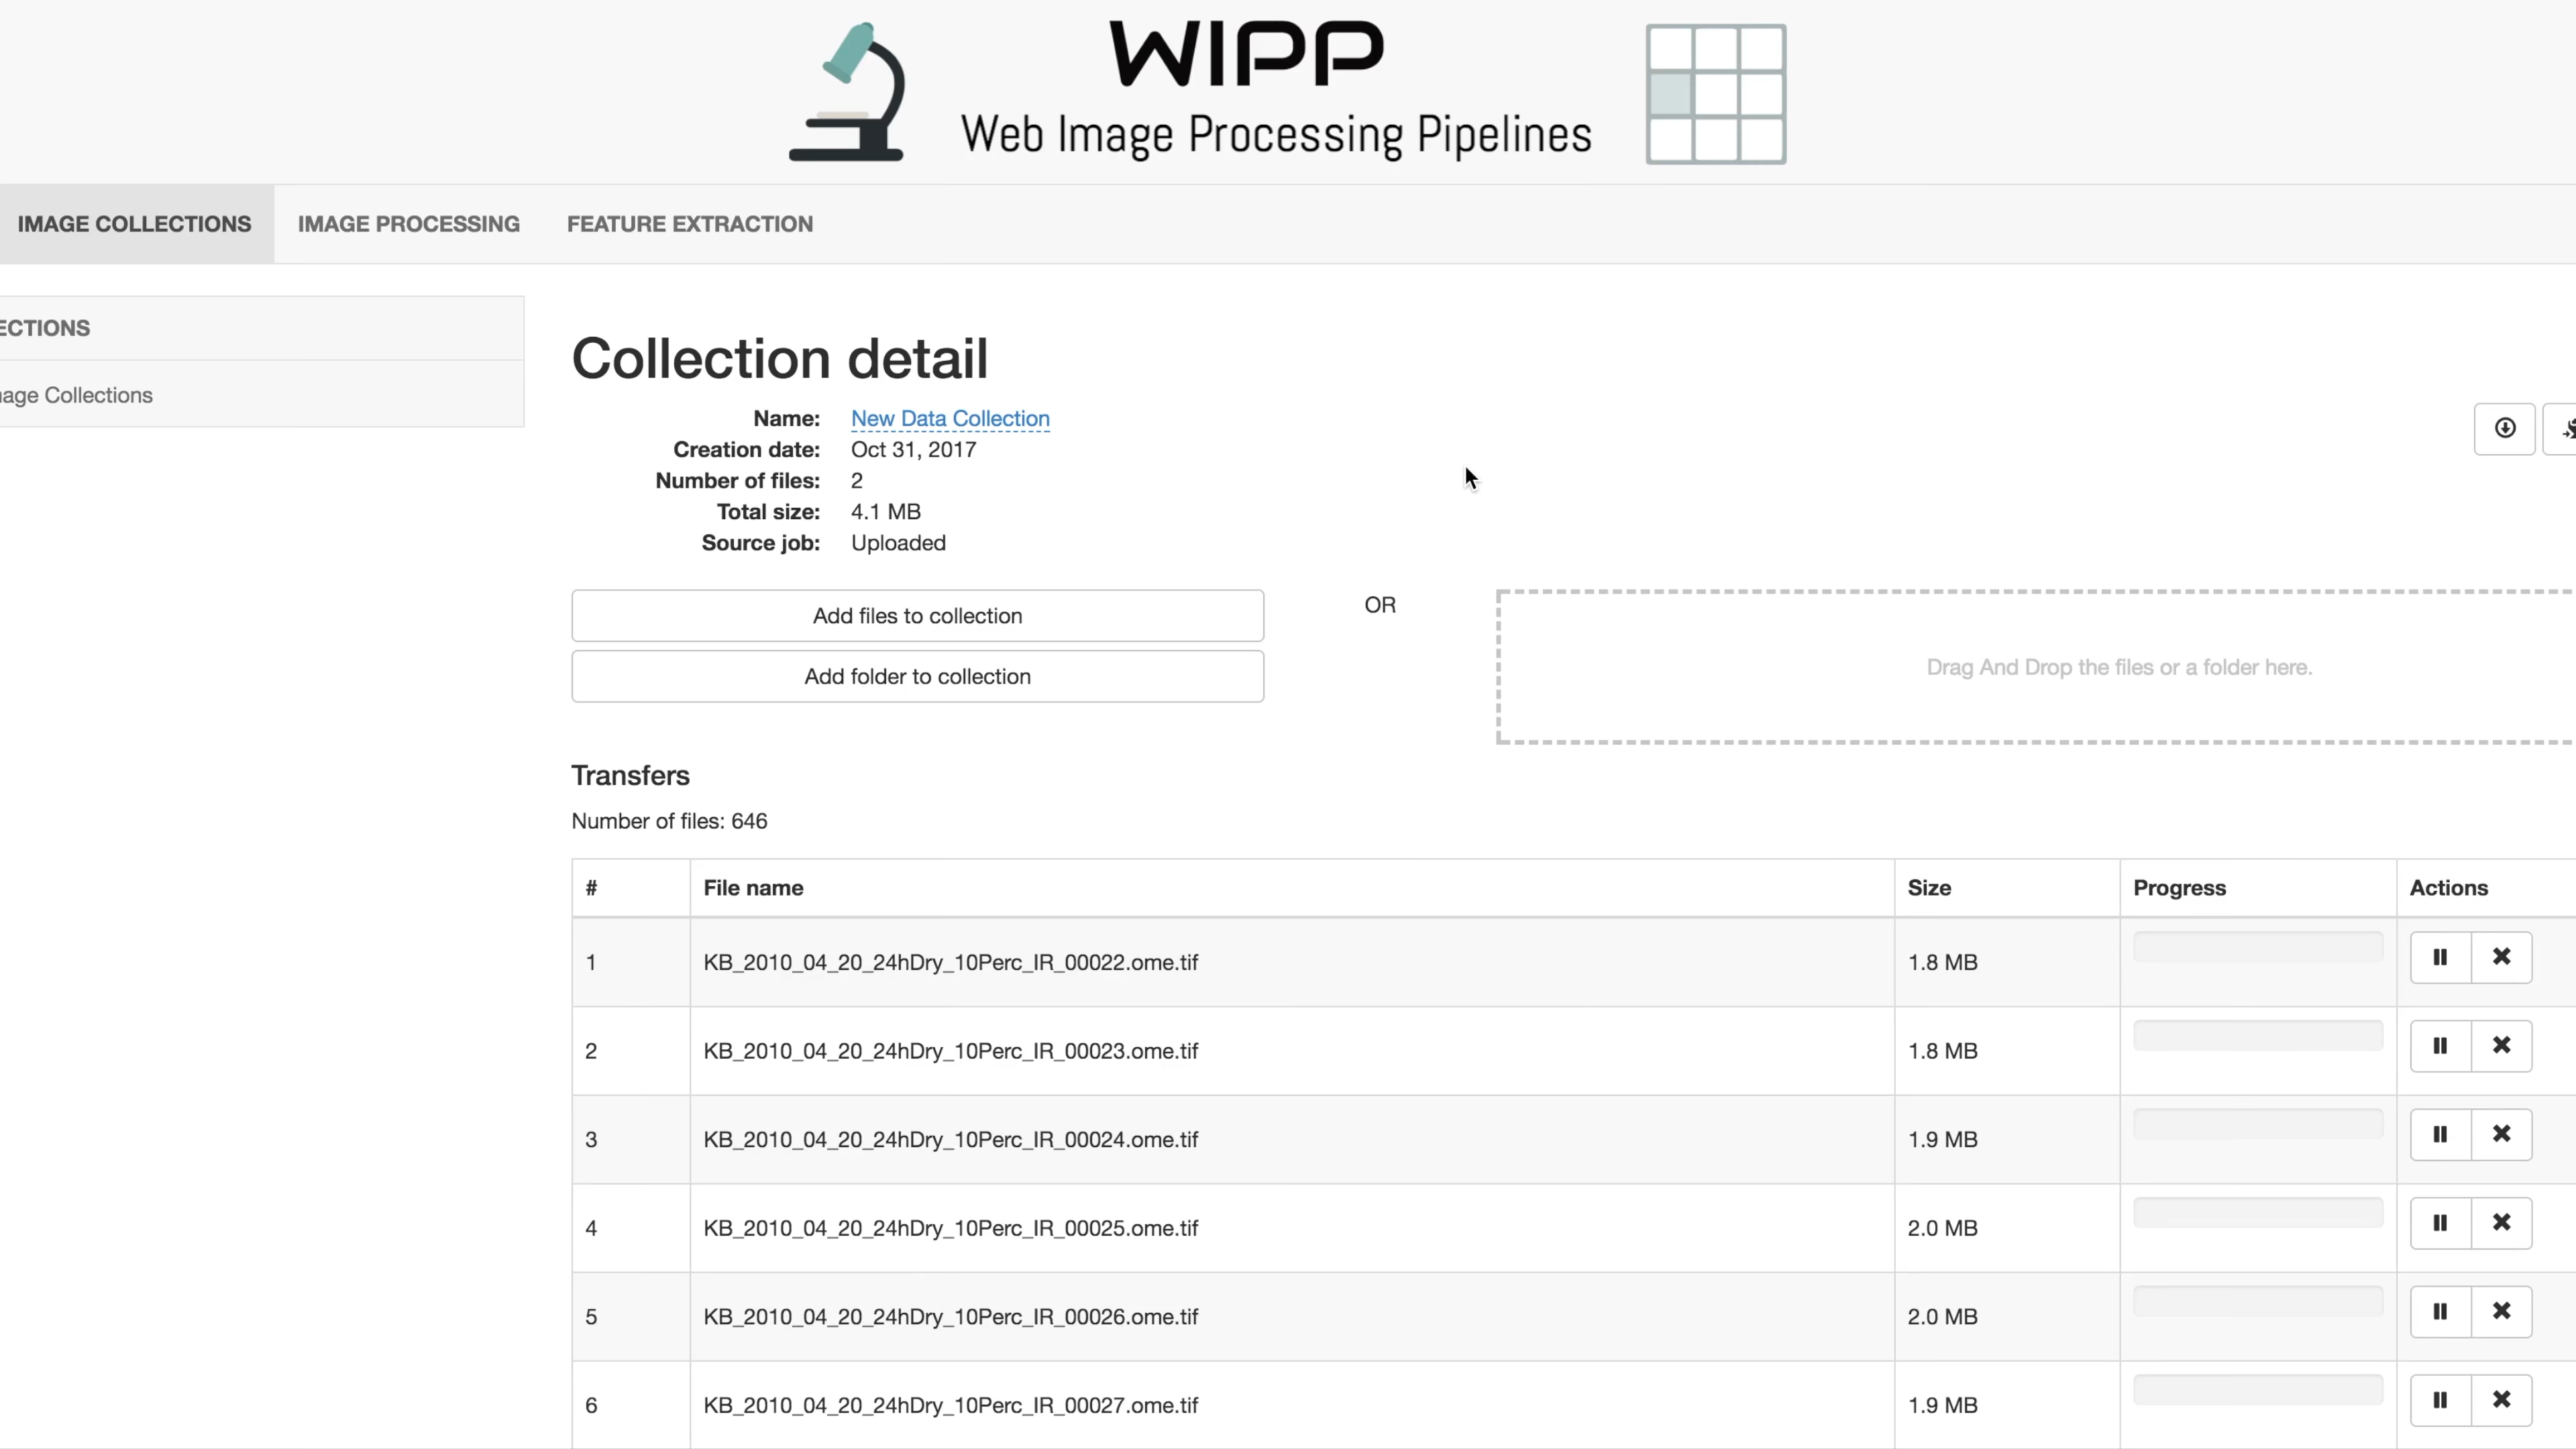 WIPP
Web Image Processing Pipelines
IMAGE COLLECTIONS IMAGE PROCESSING FEATURE EXTRACTION
ECTIONS
age Collections
Collection detail
Name: New Data Collection
Creation date: Oct 31, 2017
Number of files: 2
Total size: 4.1 MB
Source job: Uploaded
Add files to collection
Add folder to collection
OR
Drag And Drop the files or a folder here.
Transfers
Number of files: 646
# File name Size Progress Actions
1 KB_2010_04_20_24hDry_10Perc_IR_00022.ome.tif 1.8 MB
2 KB_2010_04_20_24hDry_10Perc_IR_00023.ome.tif 1.8 MB
3 KB_2010_04_20_24hDry_10Perc_IR_00024.ome.tif 1.9 MB
4 KB_2010_04_20_24hDry_10Perc_IR_00025.ome.tif 2.0 MB
5 KB_2010_04_20_24hDry_10Perc_IR_00026.ome.tif 2.0 MB
6 KB_2010_04_20_24hDry_10Perc_IR_00027.ome.tif 1.9 MB